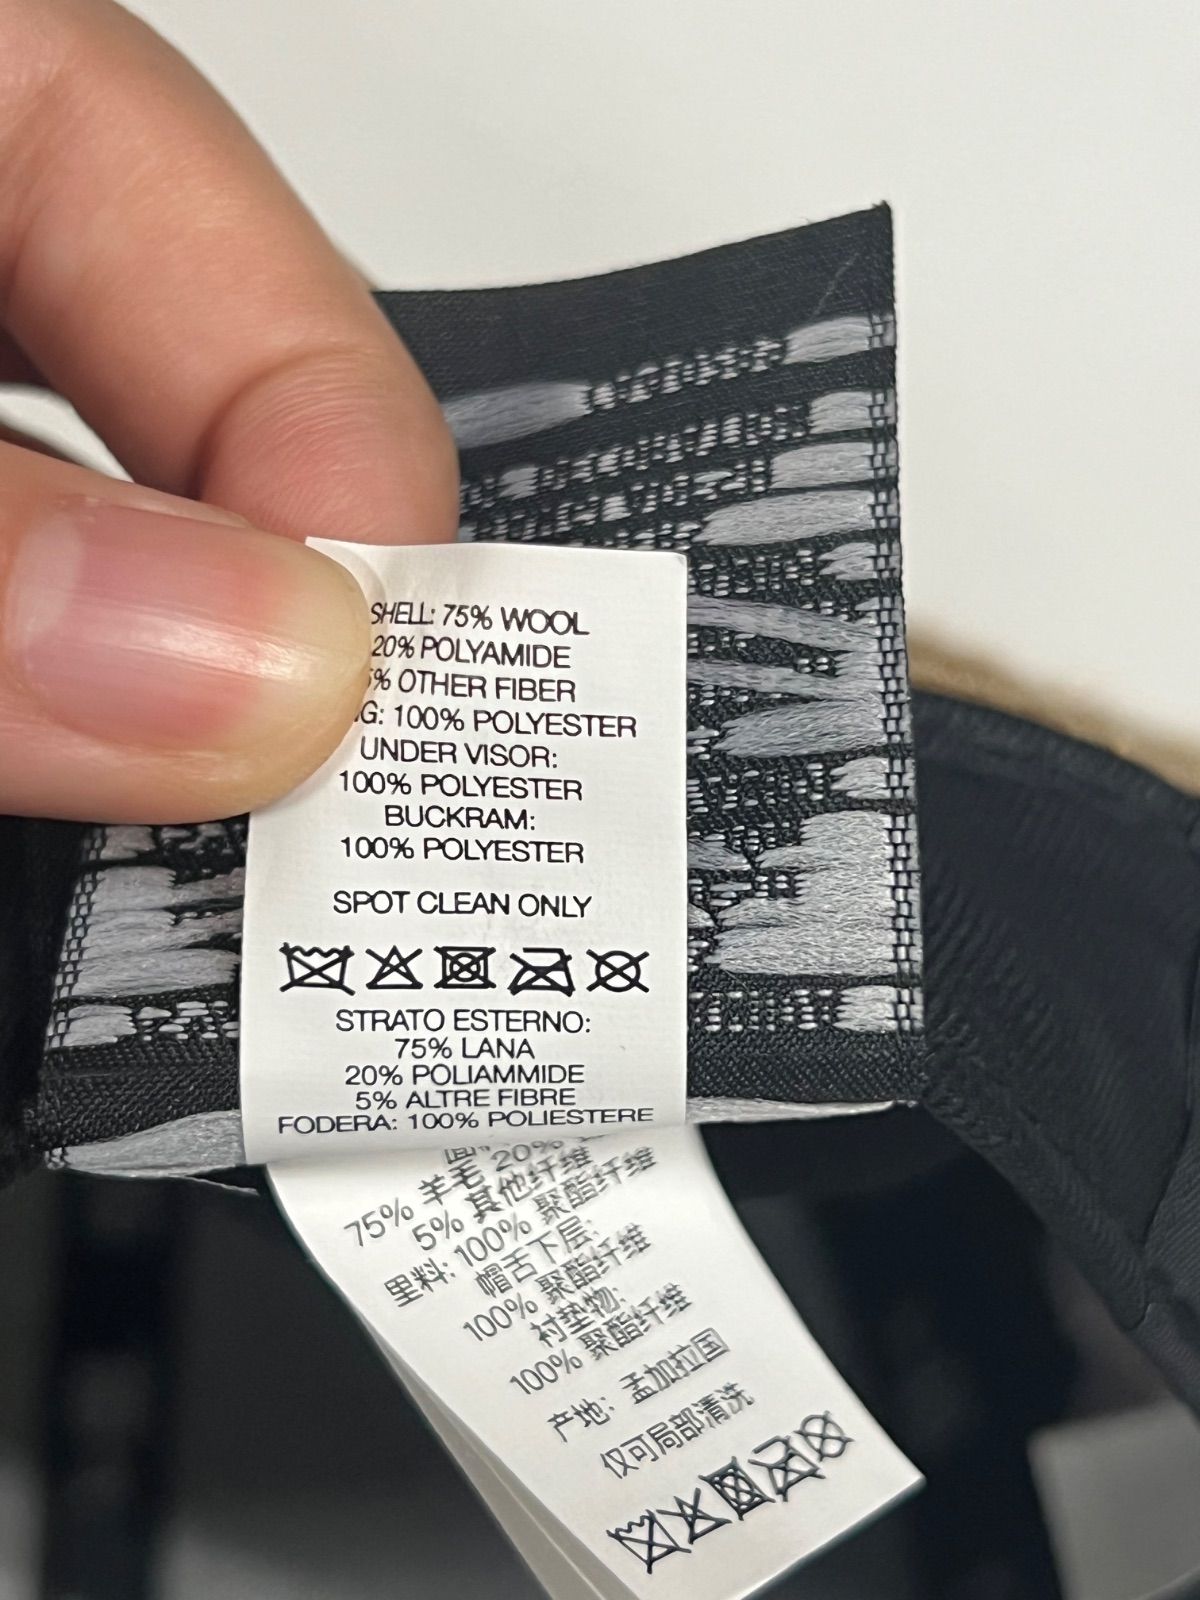 SHELL: 75% WOOL
20% POLYAMIDE
% OTHER FIBER
G: 100% POLYESTER
UNDER VISOR:
100% POLYESTER
BUCKRAM:
100% POLYESTER
SPOT CLEAN ONLY
STRATO ESTERNO:
75% LANA
20% POLIAMMIDE
5% ALTRE FIBRE
FODERA: 100% POLIESTERE
75% 羊毛 20%
5% 其他纤维
里料: 100% 聚酯纤维
帽舌下层:
100% 聚酯纤维
衬垫物:
100% 聚酯纤维
产地: 孟加拉国
仅可局部清洗